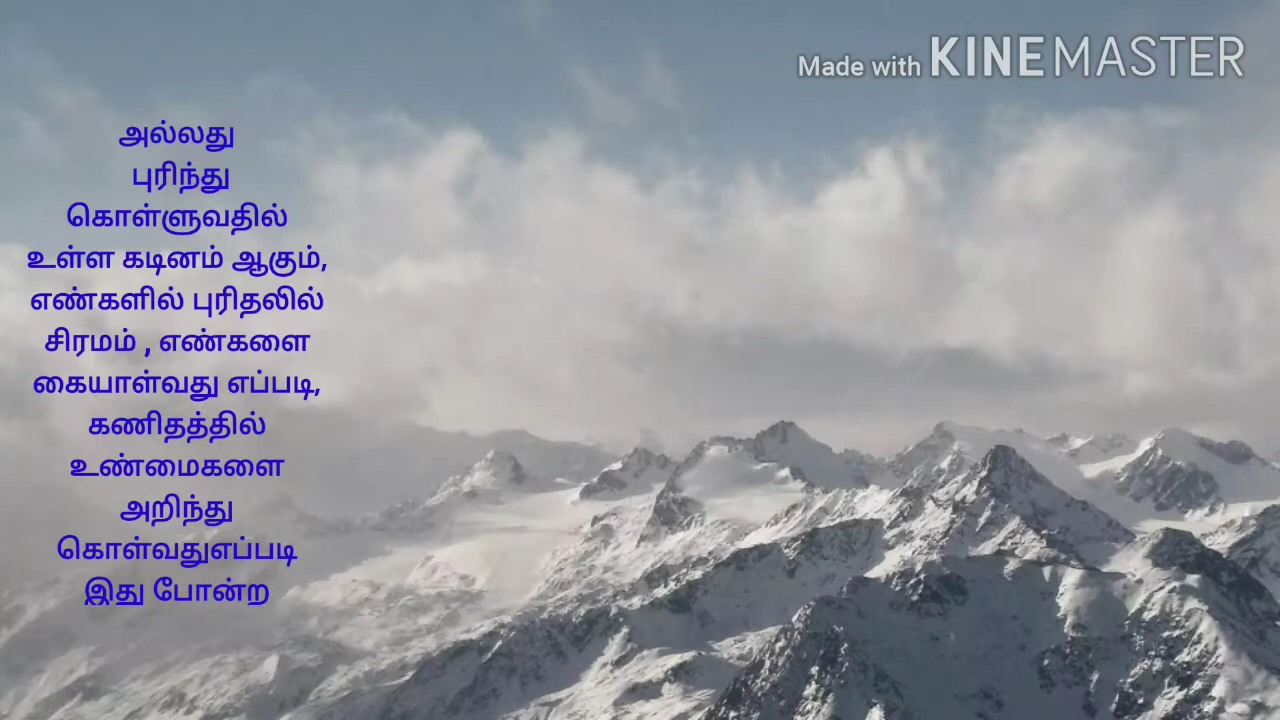 Made with KINEMASTER
அல்லது
புரிந்து
கொள்ளுவதில்
உள்ள கடினம் ஆகும்,
எண்களில் புரிதலில்
சிரமம் , எண்களை
கையாள்வது எப்படி,
கணிதத்தில்
உண்மைகளை
அறிந்து
கொள்வதுஎப்படி
இது போன்ற